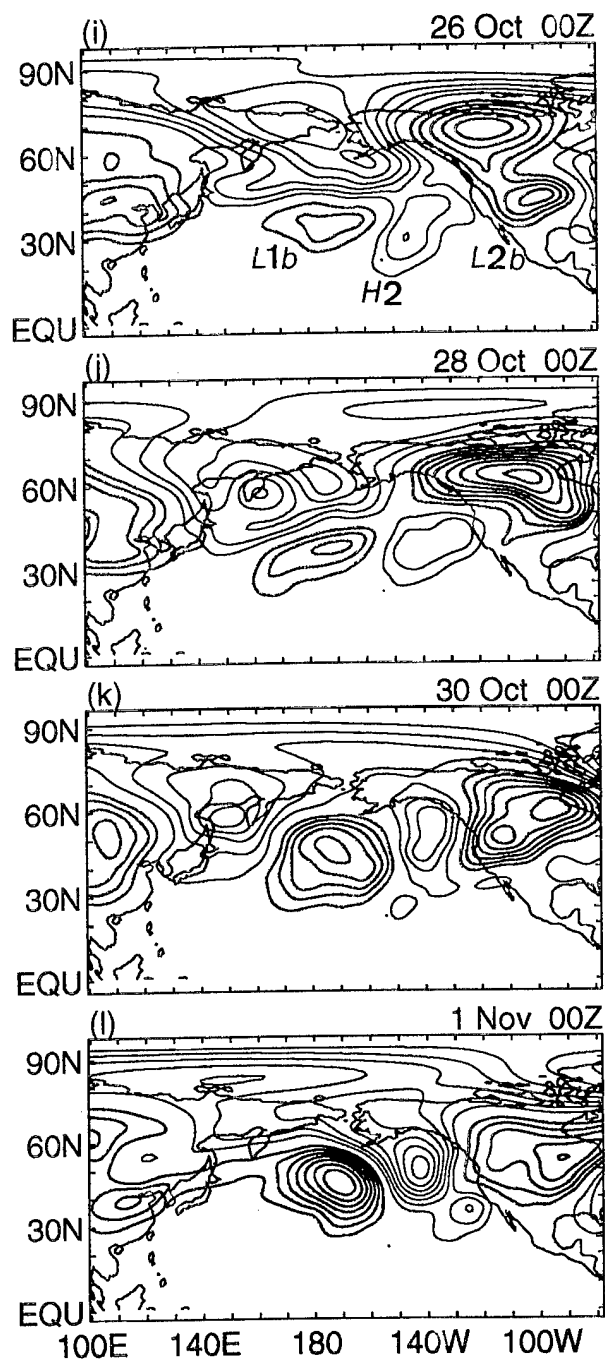 (i) 26 Oct 00Z
90N
60N
30N
L1b H2 L2b
EQU
(j) 28 Oct 00Z
90N
60N
30N
EQU
(k) 30 Oct 00Z
90N
60N
30N
EQU
(l) 1 Nov 00Z
90N
60N
30N
EQU
100E 140E 180 140W 100W